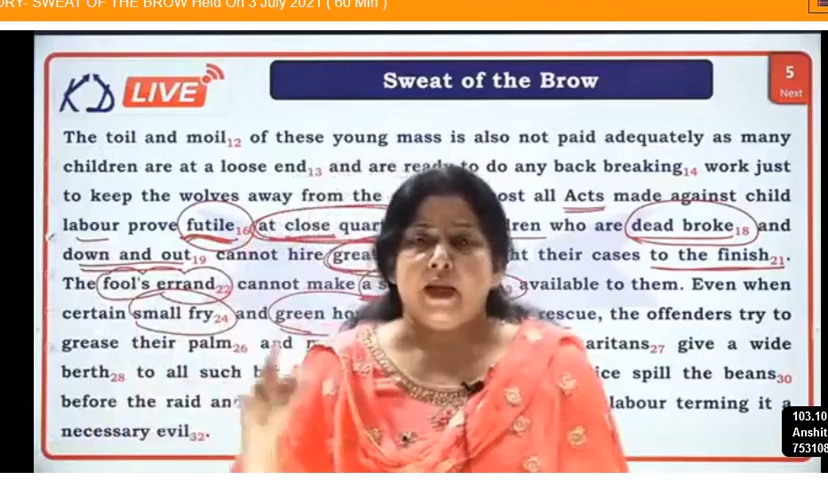 ORY- SWEAT OF THE BROW Held On 3 July 2021 ( 60 Min )
KD LIVE
Sweat of the Brow
5
Next
The toil and moil12 of these young mass is also not paid adequately as many
children are at a loose end13 and are ready to do any back breaking14 work just
to keep the wolves away from the ost all Acts made against child
labour prove futile16 at close quar ren who are dead broke18 and
down and out19 cannot hire grea ht their cases to the finish21.
The fool's errand22 cannot make a s available to them. Even when
certain small fry24 and green ho rescue, the offenders try to
grease their palm26 and aritans27 give a wide
berth28 to all such b ice spill the beans30
before the raid an labour terming it a
necessary evil32.
103.10
Anshit
753108